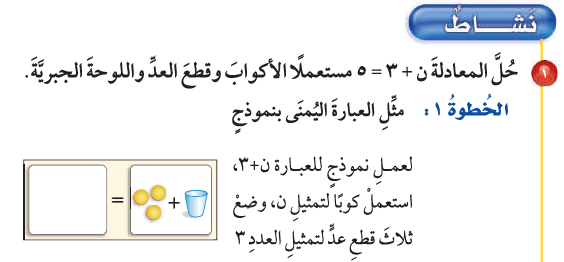 نَشَاطٌ
١ حُلَّ المعادلةَ ن + ٣ = ٥ مستعملًا الأكوابَ وقطعَ العدِّ واللوحةَ الجبريَّةَ.
الخُطوةُ ١: مثِّلِ العبارةَ اليُمنَى بنموذجٍ
لعملِ نموذجٍ للعبارة ن+٣،
استعملْ كوبًا لتمثيلِ ن، وضعْ
ثلاثَ قطعِ عدٍّ لتمثيلِ العددِ ٣
+ =